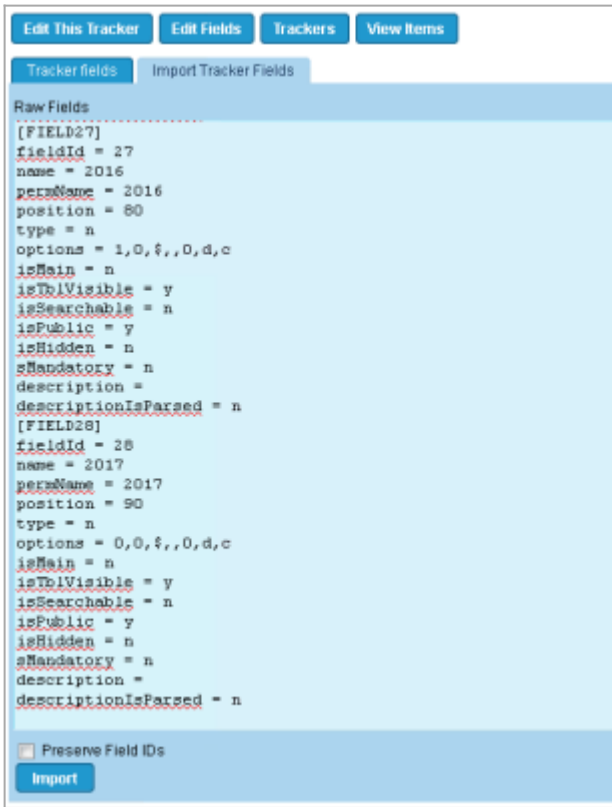 Edit This Tracker Edit Fields Trackers View Items
Tracker fields Import Tracker Fields
Raw Fields
[FIELD27]
fieldId = 27
name = 2016
permName = 2016
position = 80
type = n
options = 1,0,$,,0,d,c
isMain = n
isTblVisible = y
isSearchable = n
isPublic = y
isHidden = n
sMandatory = n
description =
descriptionIsParsed = n
[FIELD28]
fieldId = 28
name = 2017
permName = 2017
position = 90
type = n
options = 0,0,$,,0,d,c
isMain = n
isTblVisible = y
isSearchable = n
isPublic = y
isHidden = n
sMandatory = n
description =
descriptionIsParsed = n
Preserve Field IDs
Import